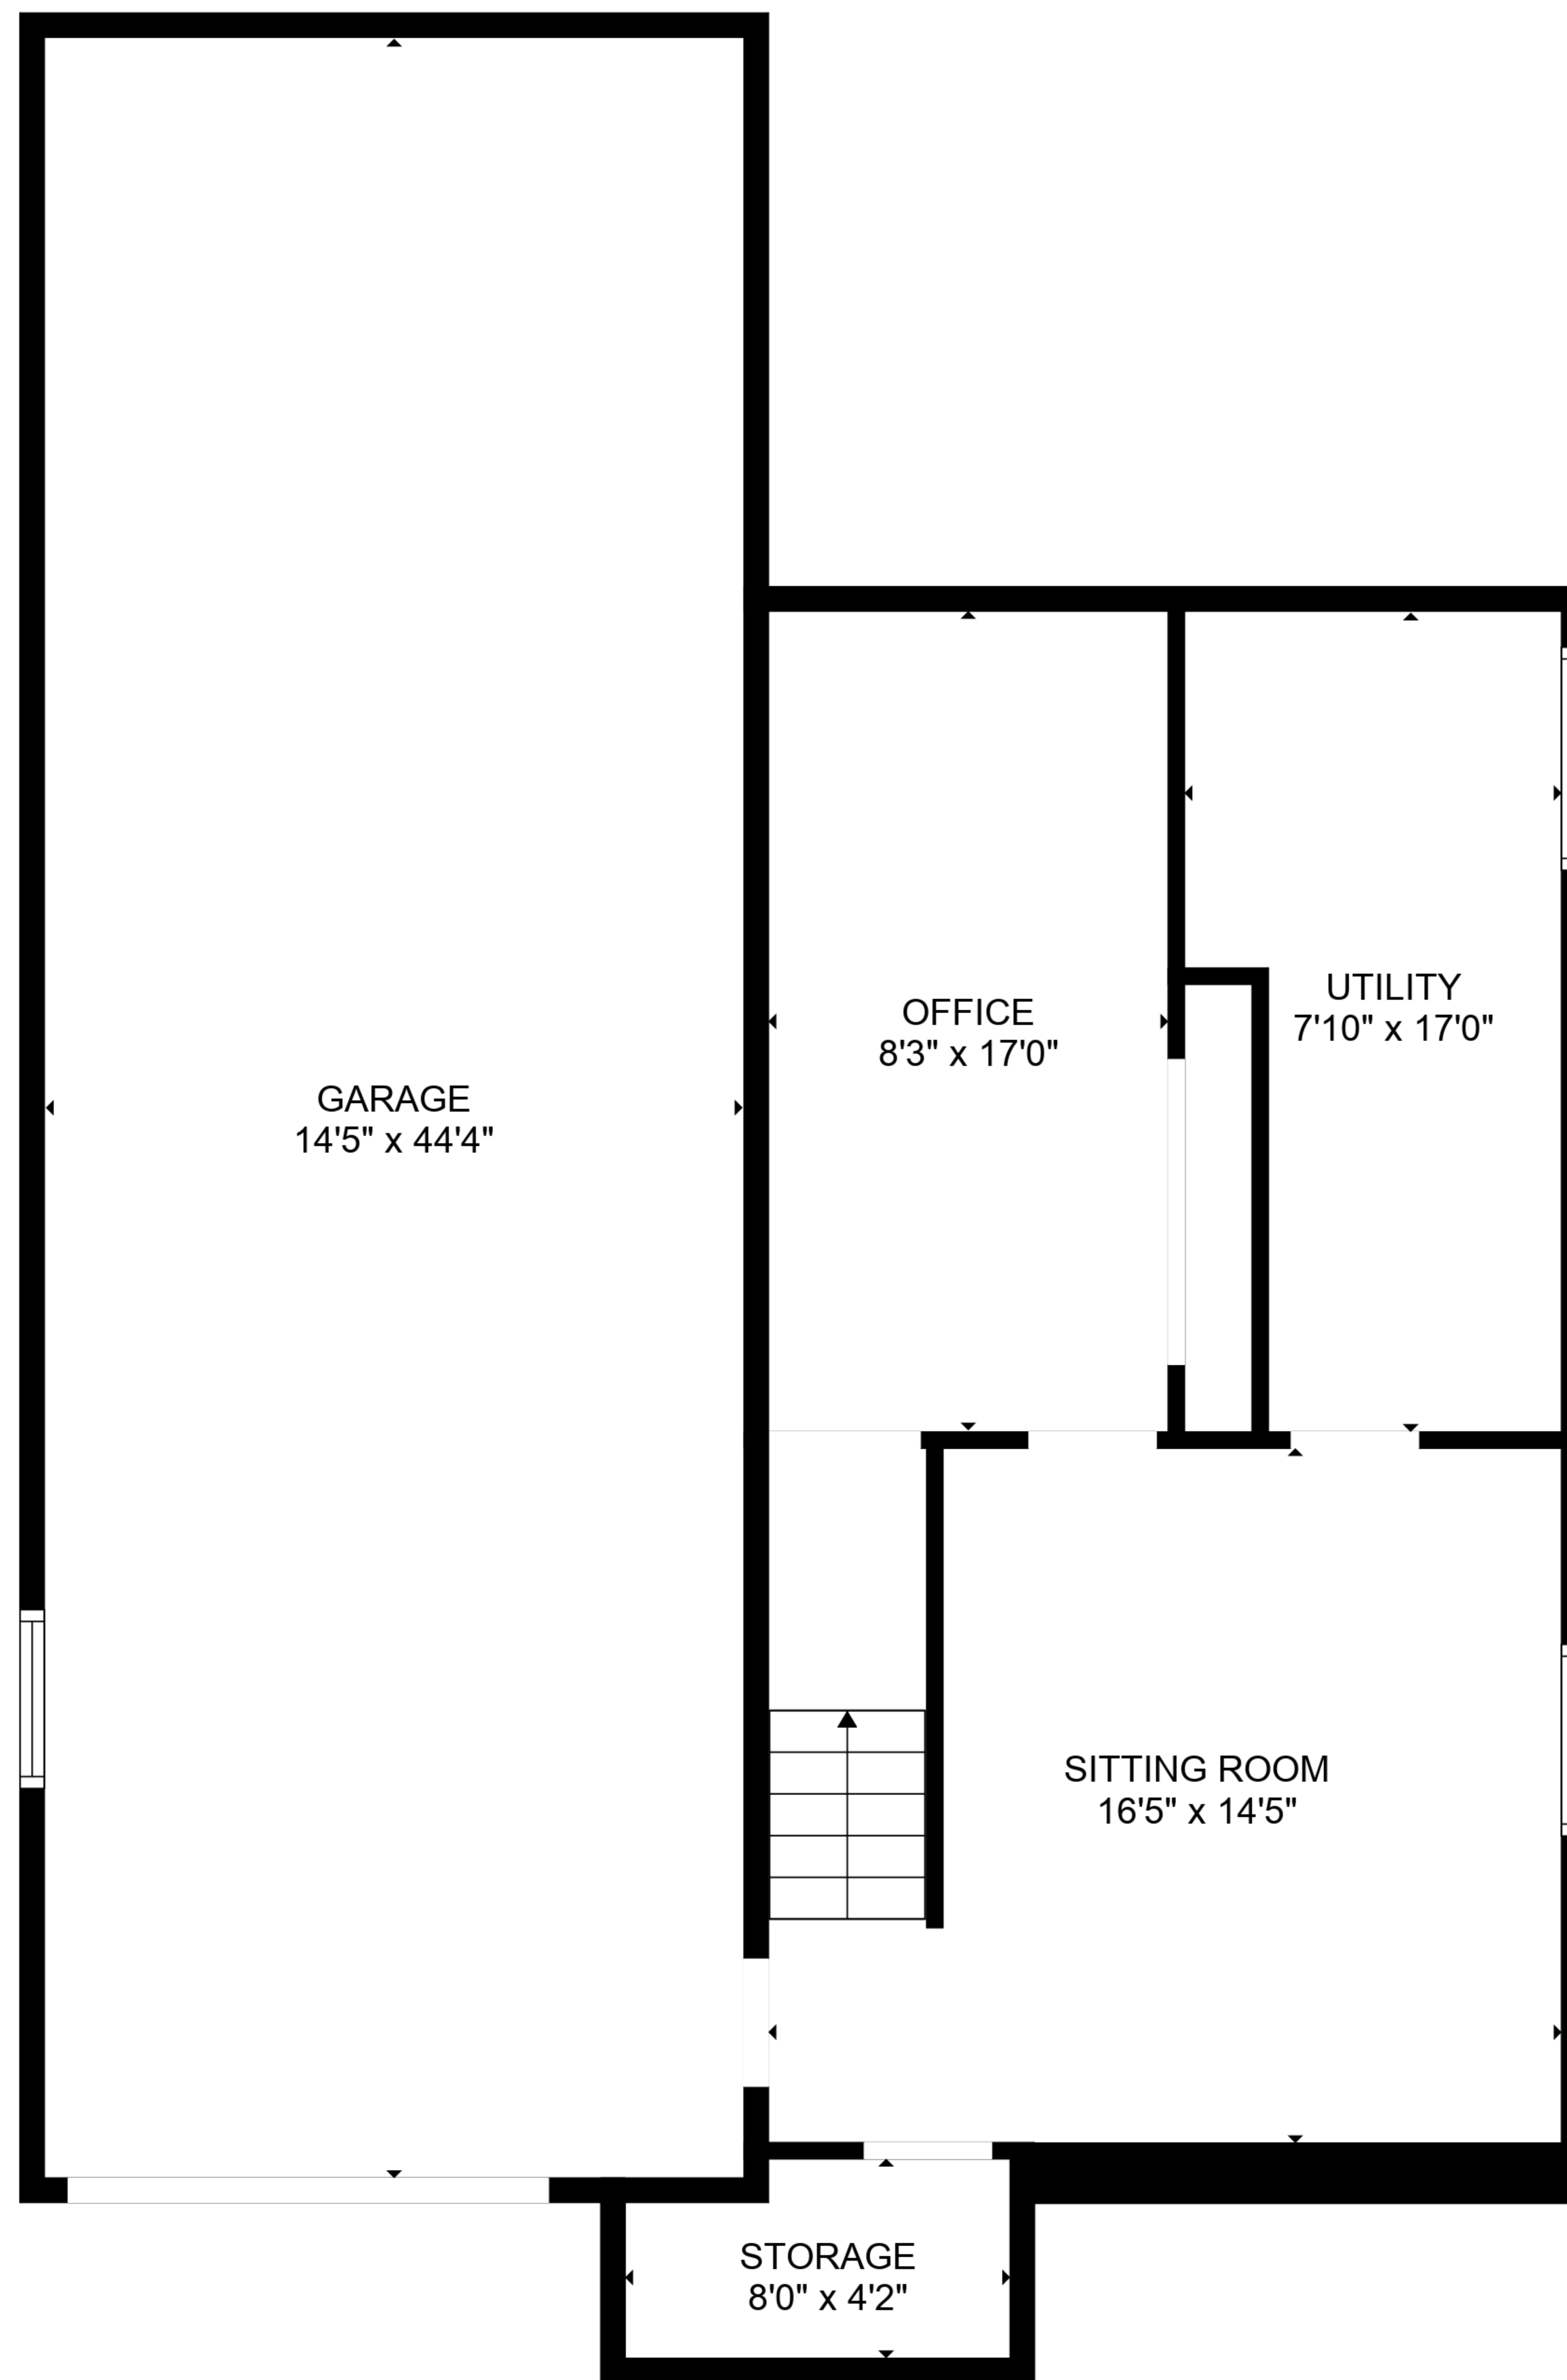 GARAGE
14'5" x 44'4"
OFFICE
8'3" x 17'0"
UTILITY
7'10" x 17'0"
SITTING ROOM
16'5" x 14'5"
STORAGE
8'0" x 4'2"